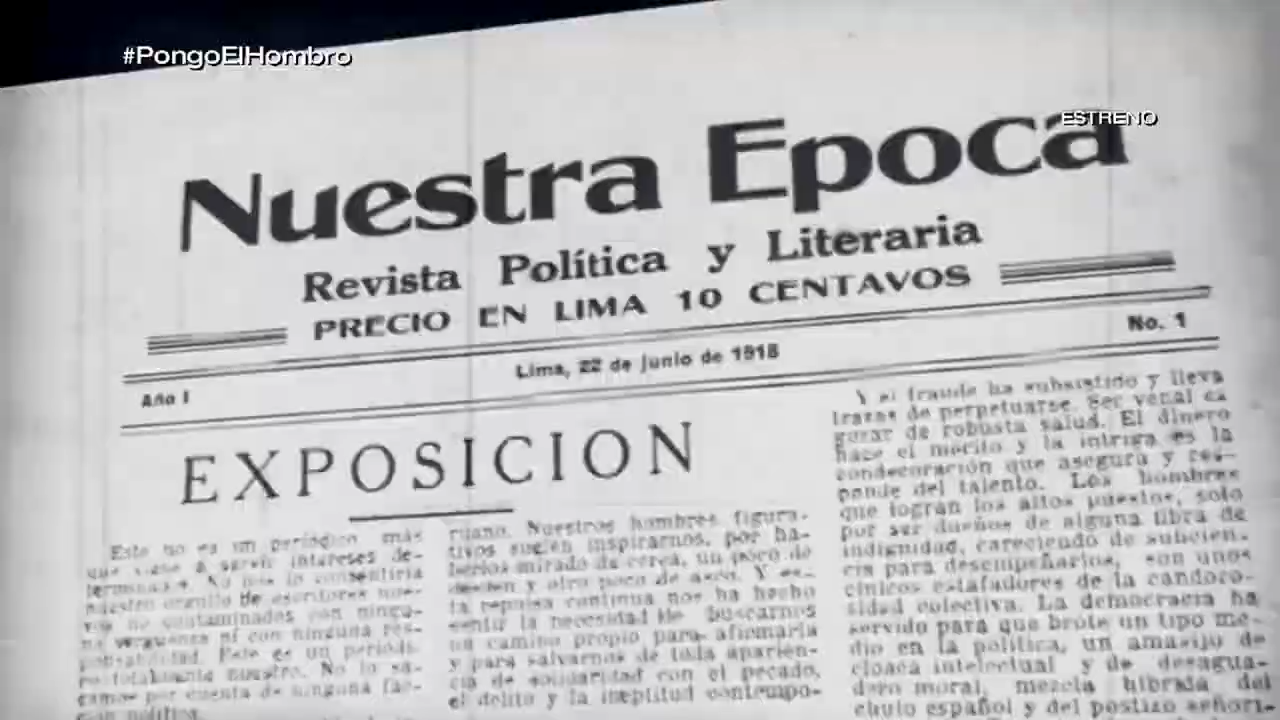 #PongoElHombro
ESTRENO
Nuestra Epoca
Revista Política y Literaria
PRECIO EN LIMA 10 CENTAVOS
Año I
Lima, 22 de junio de 1918
No. 1
EXPOSICION
Este no es un periódico más
que viene a servir intereses de-
terminados. No nos lo consentiría
nuestro orgullo de escritores nue-
vos no contaminados con ningu-
na vergüenza ni con ninguna res-
ponsabilidad. Este es un periódi-
co totalmente nuestro. No lo sa-
camos por cuenta de ninguna fac-
ción política.
ruano. Nuestros hombres figura-
tivos suelen inspirarnos, por ha-
berlos mirado de cerca, un poco de
desden y otro poco de asco. Y es-
ta repulsa continua nos ha hecho
sentir la necesidad de buscarnos
un camino propio para afirmarla
y para salvarnos de toda aparien-
cia de solidaridad con el pecado,
el delito y la ineptitud contempo-
Y el fraude ha subsistido y lleva
trazas de perpetuarse. Ser venal es
gozar de robusta salud. El dinero
hace el mérito y la intriga es la
condecoración que asegura y res-
ponde del talento. Los hombres
que logran los altos puestos, solo
por ser dueños de alguna libra de
indignidad, careciendo de suficien-
cia para desempeñarlos, son unos
cínicos estafadores de la candoro-
sidad colectiva. La democracia ha
servido para que brote un tipo me-
dio en la política, un amasijo de
cloaca intelectual y de desagua-
dero moral, mezcla híbrida del
chulo español y del postizo señori-